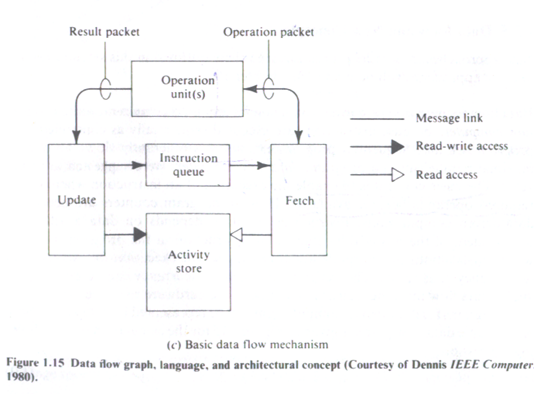 Result packet
Operation packet
Operation
unit(s)
Message link
Read-write access
Read access
Instruction
queue
Update
Fetch
Activity
store
(c) Basic data flow mechanism
Figure 1.15 Data flow graph, language, and architectural concept (Courtesy of Dennis IEEE Computer
1980).